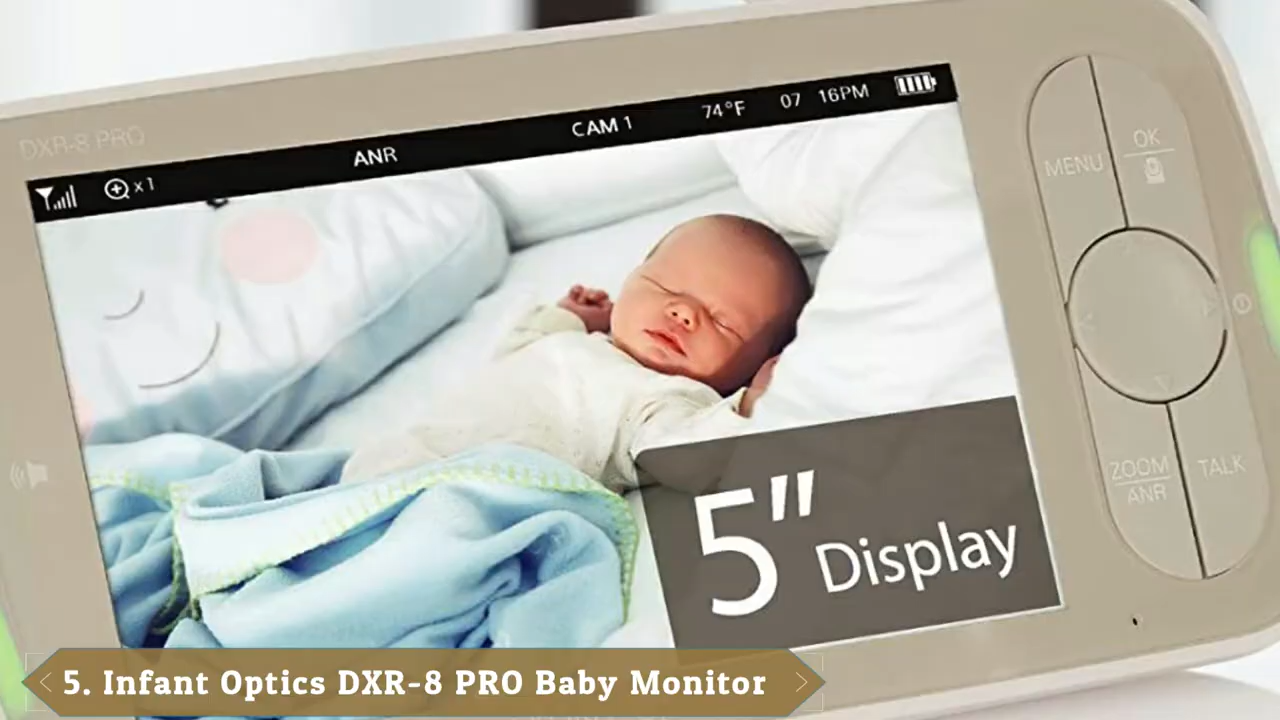 DXR-8 PRO
x1
ANR
CAM 1
74°F
07 16PM
MENU
OK
ZOOM
ANR
TALK
5" Display
5. Infant Optics DXR-8 PRO Baby Monitor